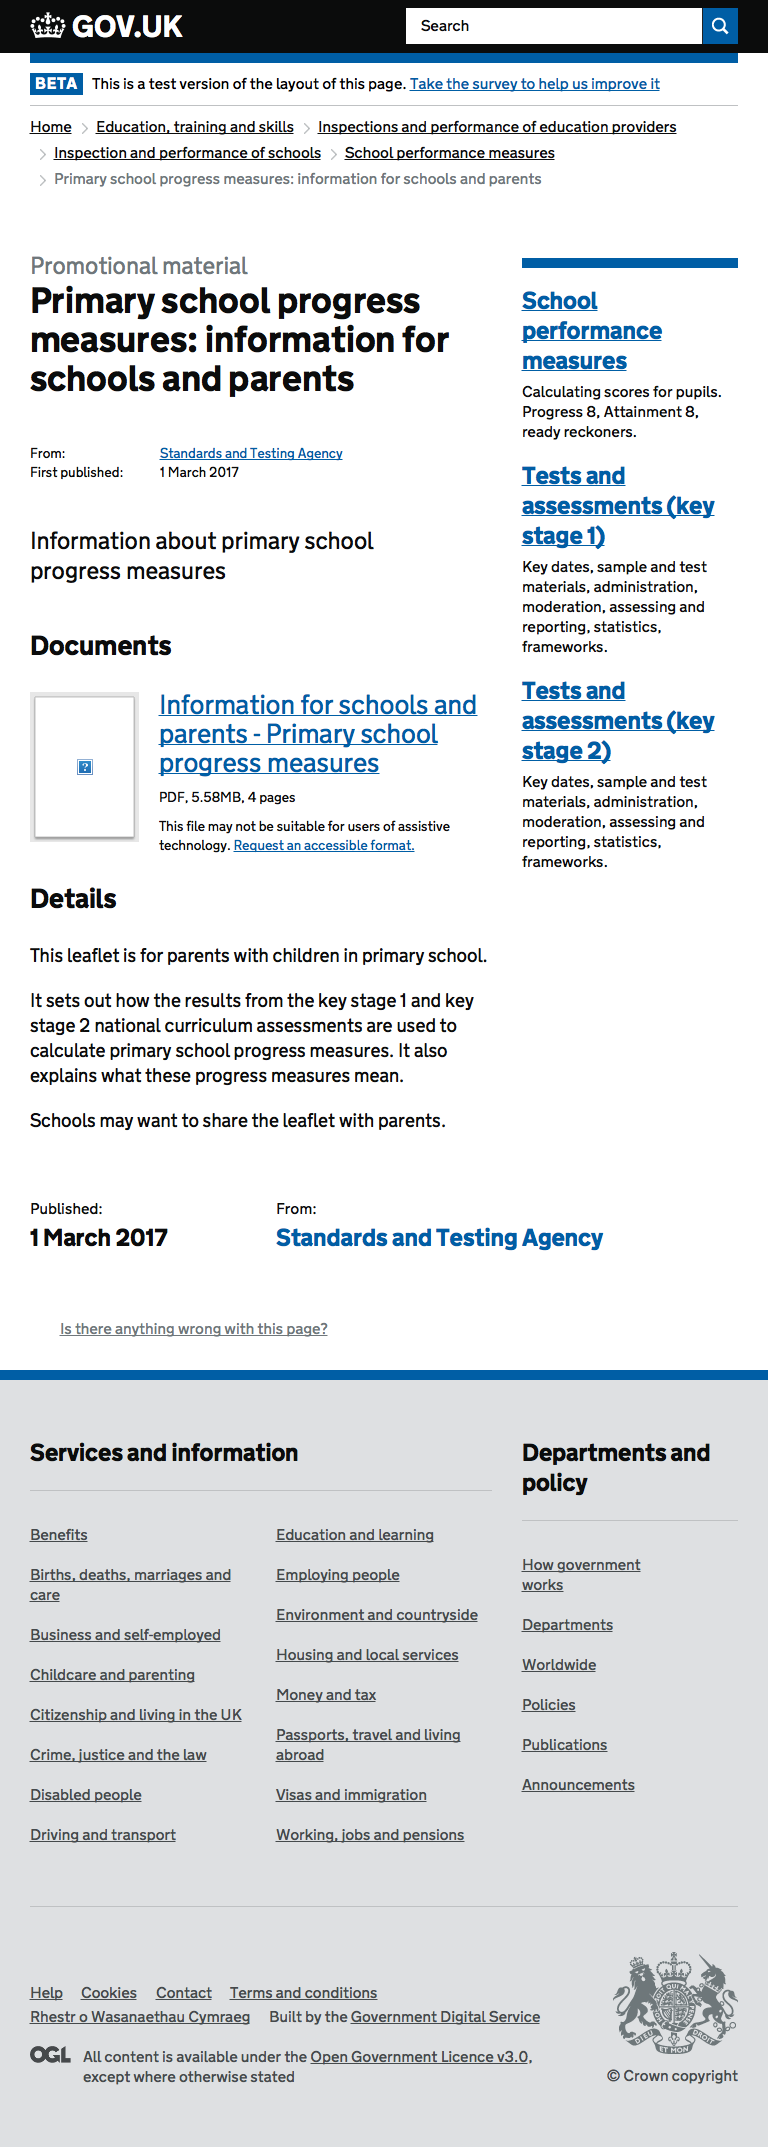 GOV.UK
Search
BETA This is a test version of the layout of this page. Take the survey to help us improve it
Home Education, training and skills Inspections and performance of education providers
Inspection and performance of schools School performance measures
Primary school progress measures: information for schools and parents
Promotional material
Primary school progress
measures: information for
schools and parents
From: Standards and Testing Agency
First published: 1 March 2017
Information about primary school
progress measures
Documents
?
Information for schools and
parents - Primary school
progress measures
PDF, 5.58MB, 4 pages
This file may not be suitable for users of assistive
technology. Request an accessible format.
Details
This leaflet is for parents with children in primary school.
It sets out how the results from the key stage 1 and key
stage 2 national curriculum assessments are used to
calculate primary school progress measures. It also
explains what these progress measures mean.
Schools may want to share the leaflet with parents.
School
performance
measures
Calculating scores for pupils.
Progress 8, Attainment 8,
ready reckoners.
Tests and
assessments (key
stage 1)
Key dates, sample and test
materials, administration,
moderation, assessing and
reporting, statistics,
frameworks.
Tests and
assessments (key
stage 2)
Key dates, sample and test
materials, administration,
moderation, assessing and
reporting, statistics,
frameworks.
Published:
1 March 2017
From:
Standards and Testing Agency
Is there anything wrong with this page?
Services and information
Benefits
Births, deaths, marriages and
care
Business and self-employed
Childcare and parenting
Citizenship and living in the UK
Crime, justice and the law
Disabled people
Driving and transport
Education and learning
Employing people
Environment and countryside
Housing and local services
Money and tax
Passports, travel and living
abroad
Visas and immigration
Working, jobs and pensions
Departments and
policy
How government
works
Departments
Worldwide
Policies
Publications
Announcements
Help Cookies Contact Terms and conditions
Rhestr o Wasanaethau Cymraeg Built by the Government Digital Service
OGL All content is available under the Open Government Licence v3.0,
except where otherwise stated
DIEU ET MON DROIT
© Crown copyright